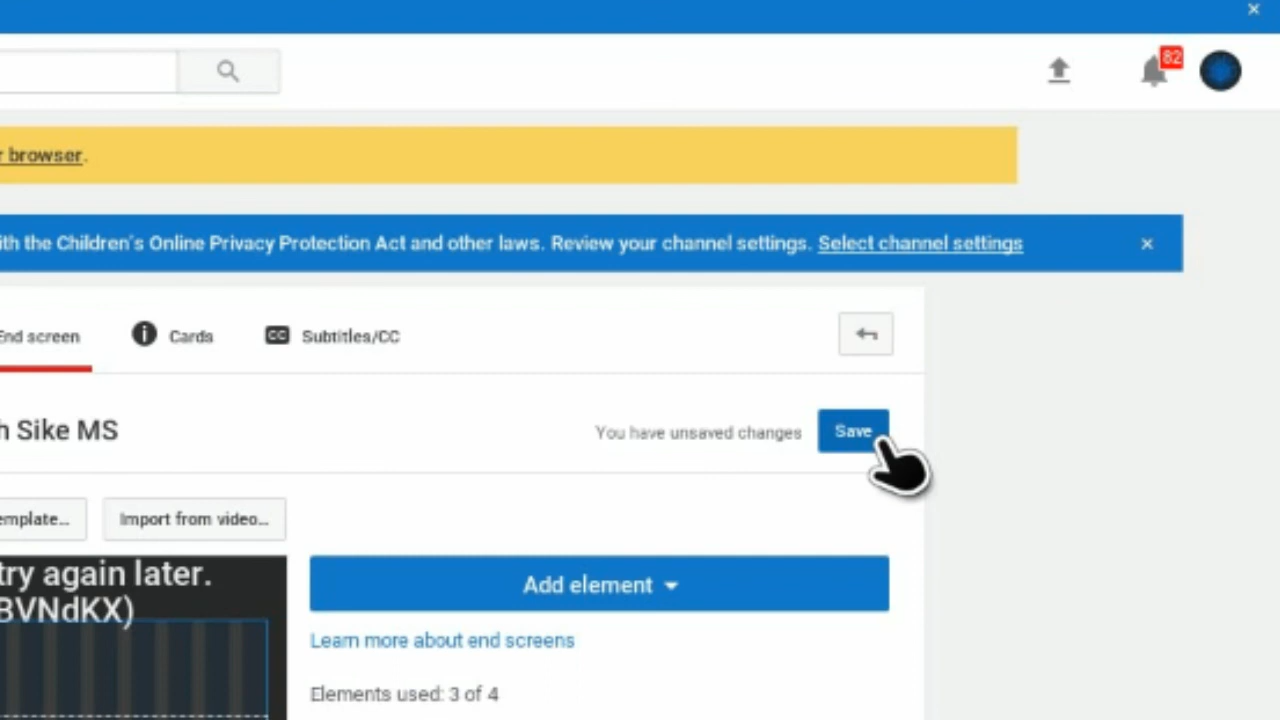 82
r browser.
ith the Children's Online Privacy Protection Act and other laws. Review your channel settings. Select channel settings
End screen
Cards
CC Subtitles/CC
h Sike MS
You have unsaved changes
Save
emplate...
Import from video...
try again later.
BVNdKX)
Add element
Learn more about end screens
Elements used: 3 of 4